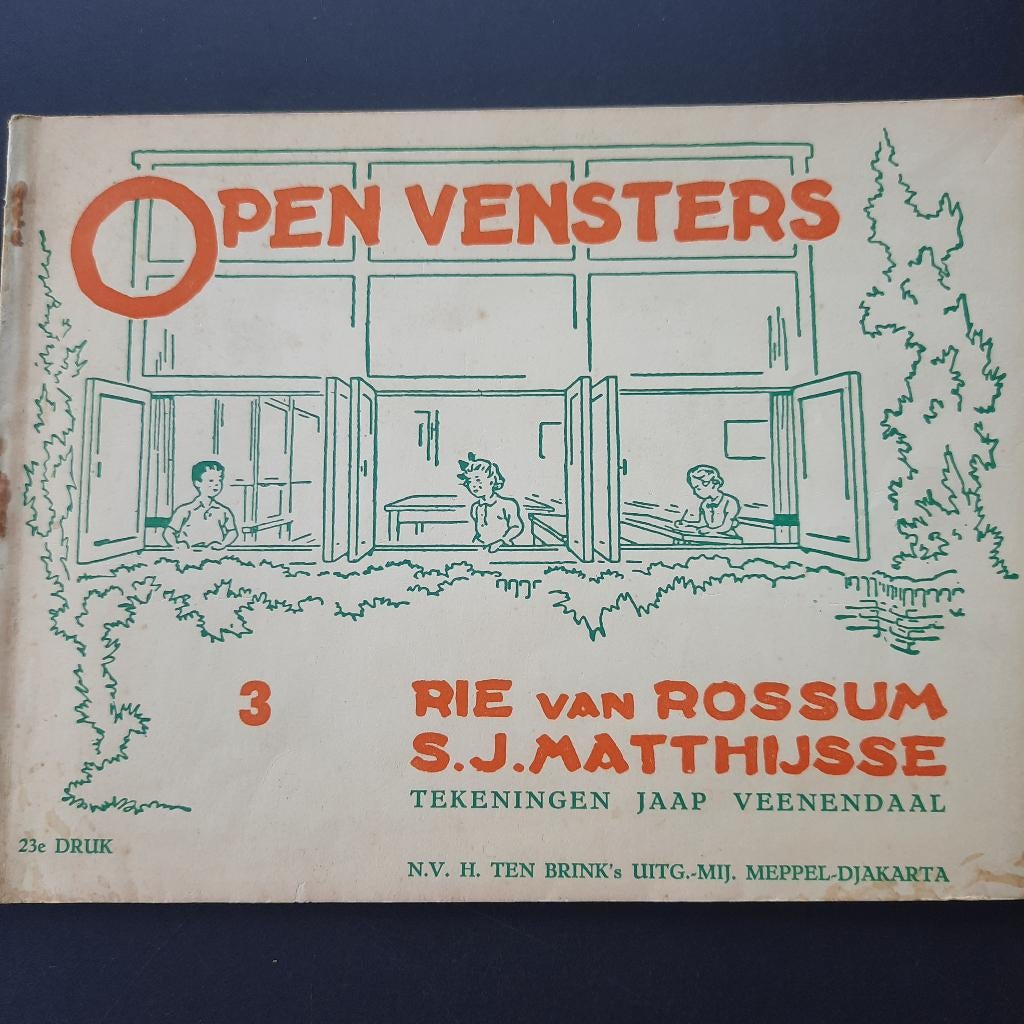 OPEN VENSTERS
3
RIE VAN ROSSUM
S.J. MATTHIJSSE
TEKENINGEN JAAP VEENENDAAL
23e DRUK
N.V. H. TEN BRINK's UITG.-MIJ. MEPPEL-DJAKARTA